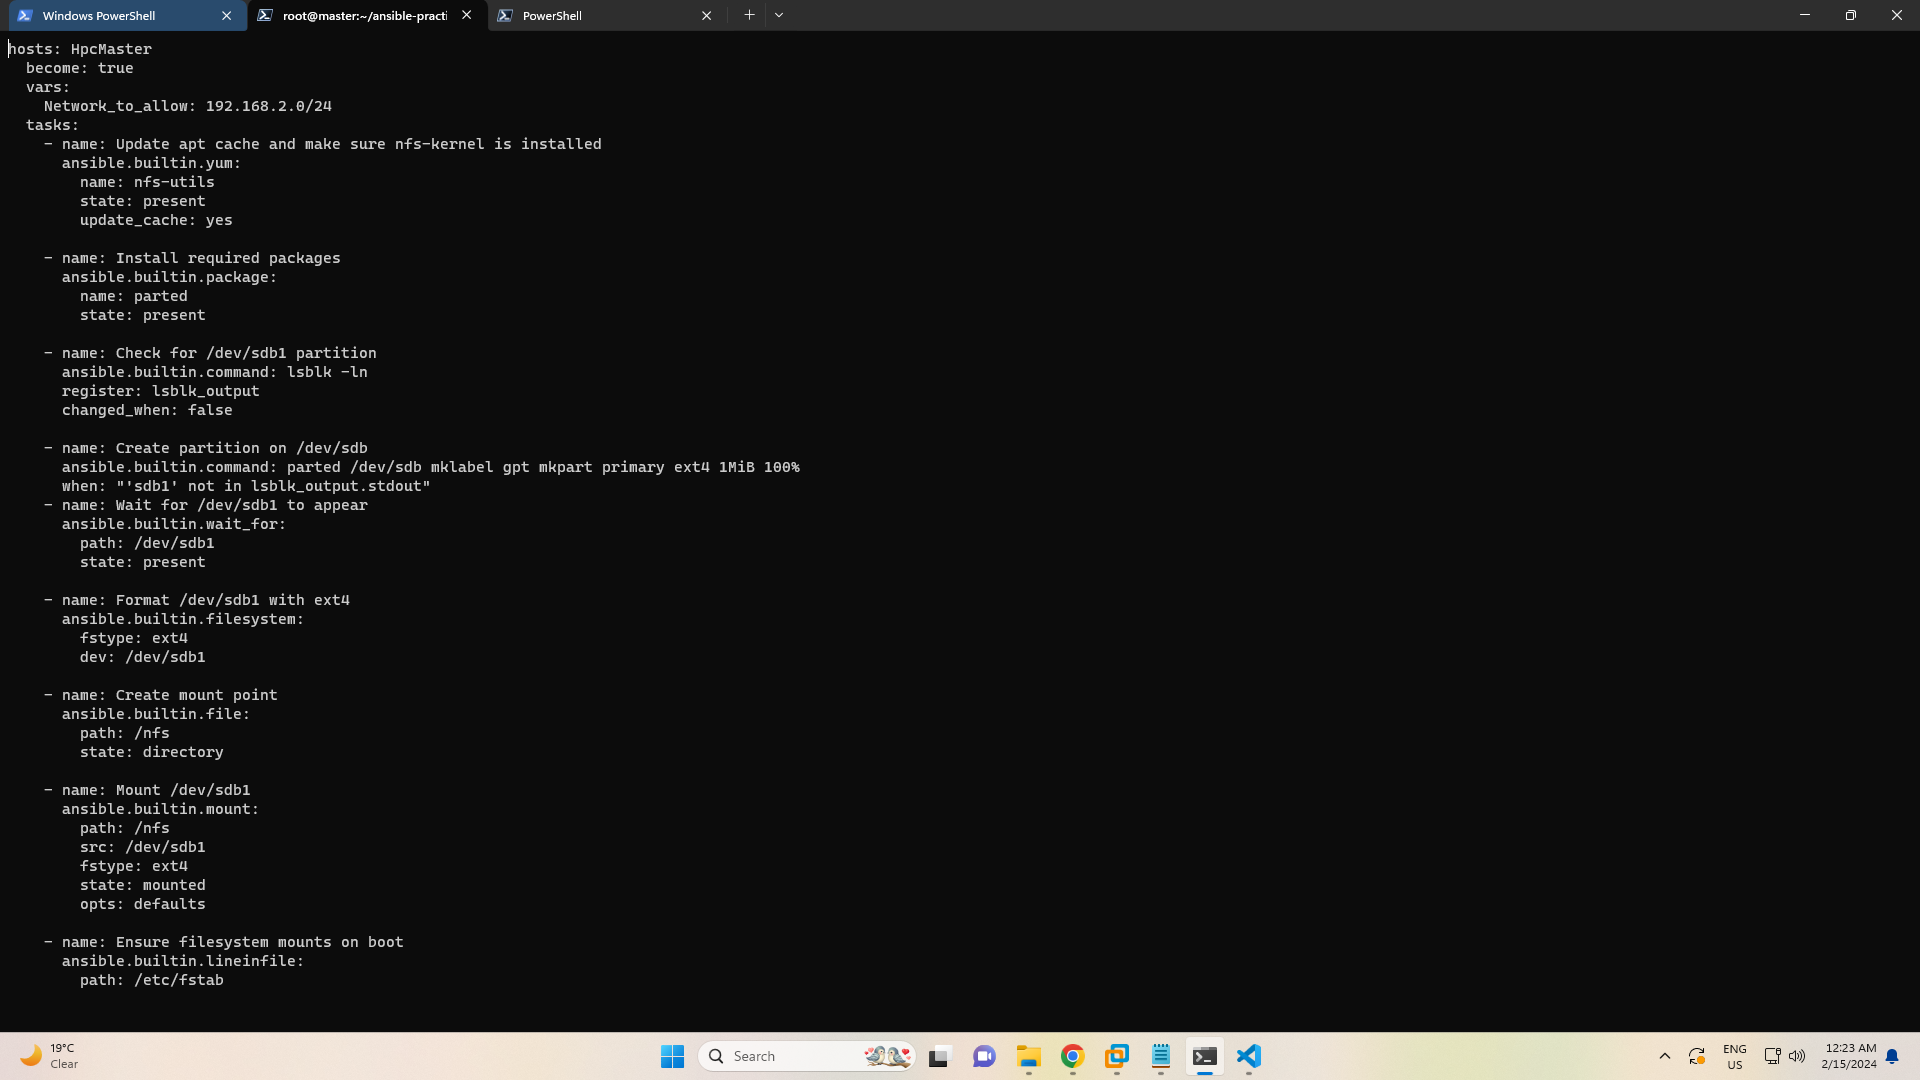 Windows PowerShell
root@master:~/ansible-practi
PowerShell
hosts: HpcMaster
  become: true
  vars:
    Network_to_allow: 192.168.2.0/24
  tasks:
    - name: Update apt cache and make sure nfs-kernel is installed
      ansible.builtin.yum:
        name: nfs-utils
        state: present
        update_cache: yes

    - name: Install required packages
      ansible.builtin.package:
        name: parted
        state: present

    - name: Check for /dev/sdb1 partition
      ansible.builtin.command: lsblk -ln
      register: lsblk_output
      changed_when: false

    - name: Create partition on /dev/sdb
      ansible.builtin.command: parted /dev/sdb mklabel gpt mkpart primary ext4 1MiB 100%
      when: "'sdb1' not in lsblk_output.stdout"
    - name: Wait for /dev/sdb1 to appear
      ansible.builtin.wait_for:
        path: /dev/sdb1
        state: present

    - name: Format /dev/sdb1 with ext4
      ansible.builtin.filesystem:
        fstype: ext4
        dev: /dev/sdb1

    - name: Create mount point
      ansible.builtin.file:
        path: /nfs
        state: directory

    - name: Mount /dev/sdb1
      ansible.builtin.mount:
        path: /nfs
        src: /dev/sdb1
        fstype: ext4
        state: mounted
        opts: defaults

    - name: Ensure filesystem mounts on boot
      ansible.builtin.lineinfile:
        path: /etc/fstab
19°C
Clear
Search
ENG
US
12:23 AM
2/15/2024